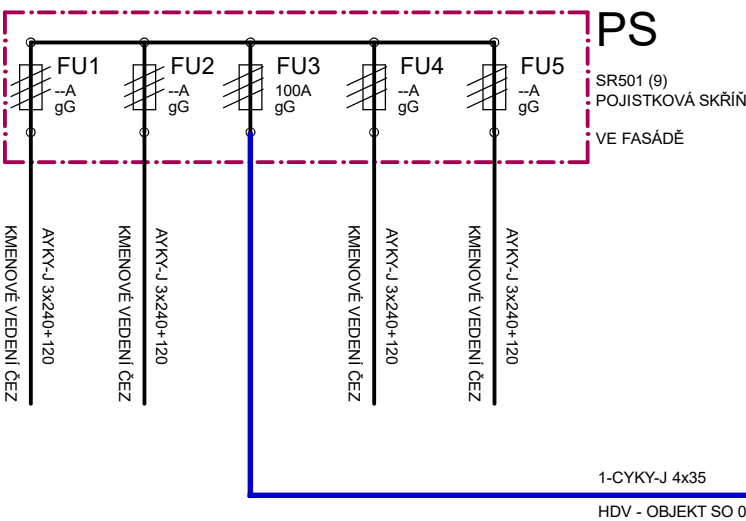 PS
SR501 (9)
POJISTKOVÁ SKŘÍŇ
VE FASÁDĚ
FU1
--A
gG
FU2
--A
gG
FU3
100A
gG
FU4
--A
gG
FU5
--A
gG
KMENOVÉ VEDENÍ ČEZ
AYKY-J 3x240+120
KMENOVÉ VEDENÍ ČEZ
AYKY-J 3x240+120
KMENOVÉ VEDENÍ ČEZ
AYKY-J 3x240+120
KMENOVÉ VEDENÍ ČEZ
AYKY-J 3x240+120
1-CYKY-J 4x35
HDV - OBJEKT SO 0